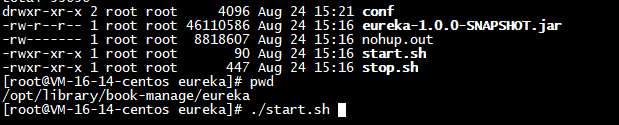 drwxr-xr-x 2 root root 4096 Aug 24 15:21 conf
-rw-r--r-- 1 root root 46110586 Aug 24 15:16 eureka-1.0.0-SNAPSHOT.jar
-rw------- 1 root root 8818607 Aug 24 15:16 nohup.out
-rwxr-xr-x 1 root root 90 Aug 24 15:16 start.sh
-rwxr-xr-x 1 root root 447 Aug 24 15:16 stop.sh
[root@VM-16-14-centos eureka]# pwd
/opt/library/book-manage/eureka
[root@VM-16-14-centos eureka]# ./start.sh